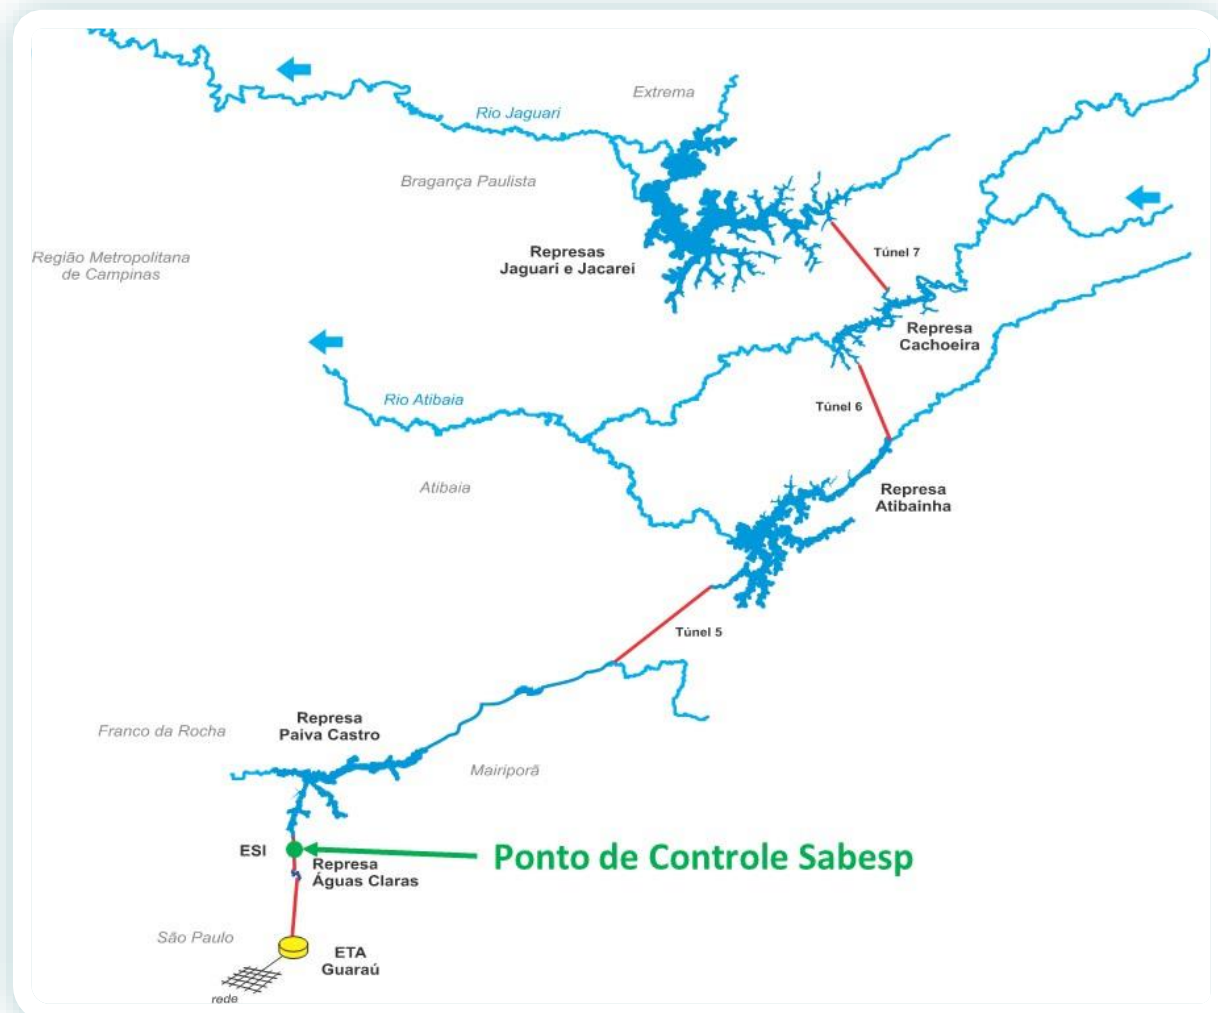 Extrema
Rio Jaguari
Bragança Paulista
Região Metropolitana
de Campinas
Represas
Jaguari e Jacarei
Túnel 7
Represa
Cachoeira
Rio Atibaia
Túnel 6
Atibaia
Represa
Atibainha
Túnel 5
Represa
Paiva Castro
Franco da Rocha
Mairiporã
ESI
Ponto de Controle Sabesp
Represa
Águas Claras
São Paulo
ETA
Guaraú
rede